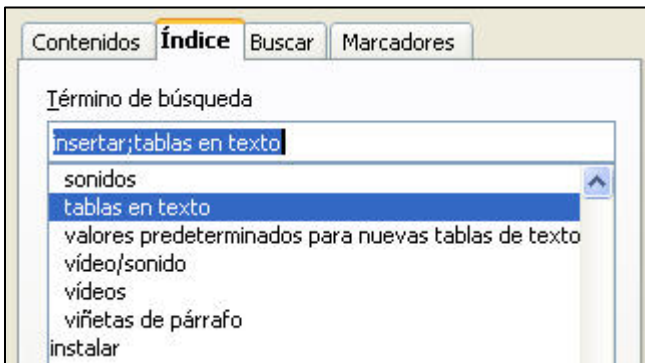 Contenidos Índice Buscar Marcadores
Término de búsqueda
insertar;tablas en texto
sonidos
tablas en texto
valores predeterminados para nuevas tablas de texto
vídeo/sonido
vídeos
viñetas de párrafo
instalar